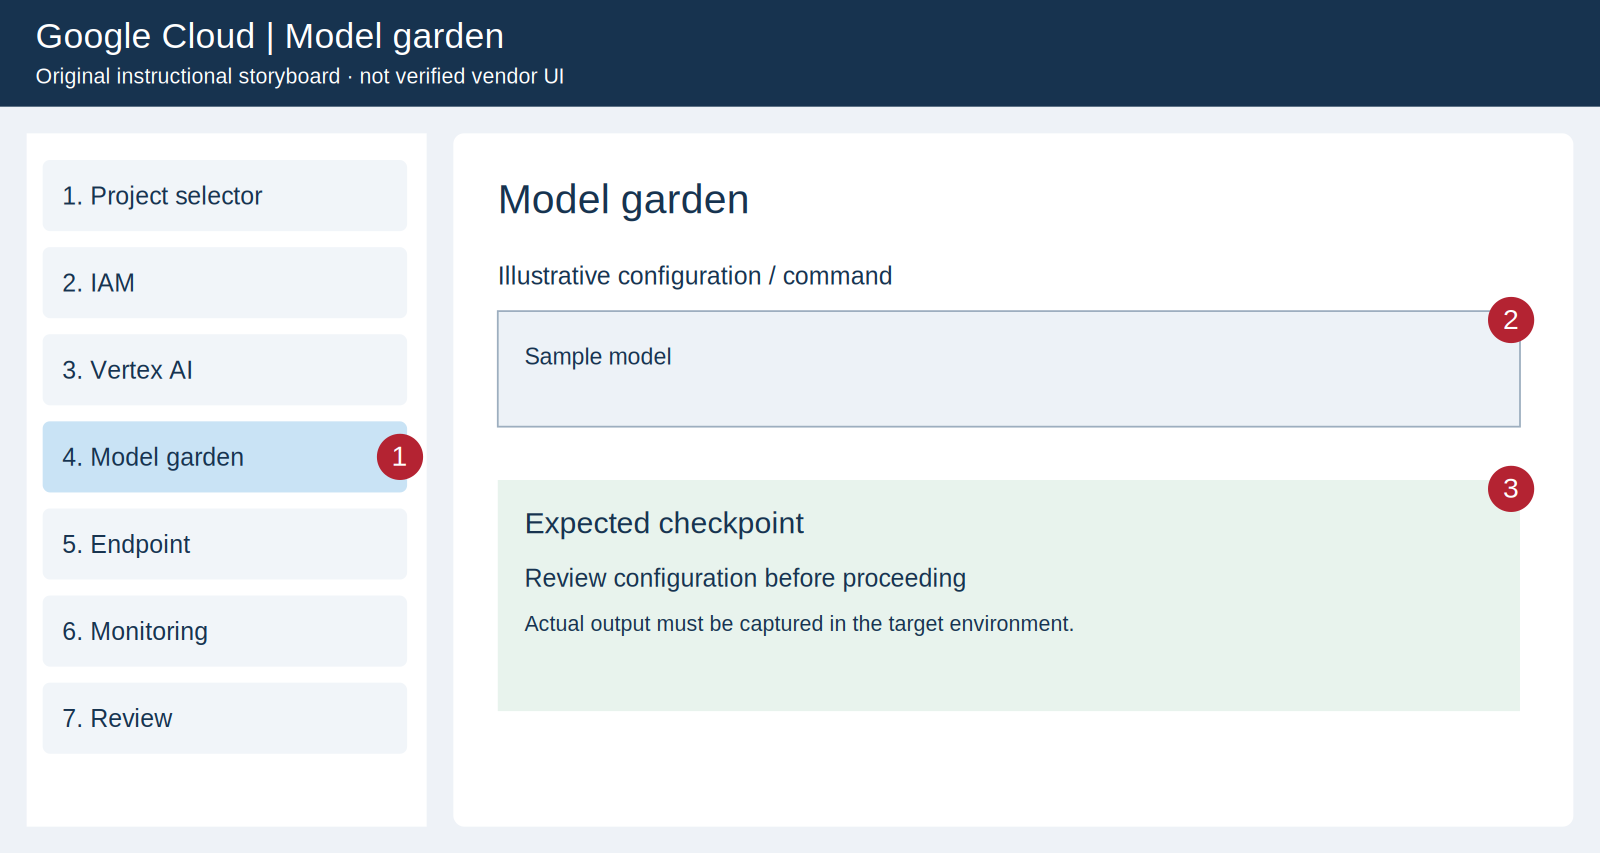 Google Cloud | Model garden
Original instructional storyboard · not verified vendor UI
1. Project selector
2. IAM
3. Vertex AI
4. Model garden
1
5. Endpoint
6. Monitoring
7. Review
Model garden
Illustrative configuration / command
2
Sample model
3
Expected checkpoint
Review configuration before proceeding
Actual output must be captured in the target environment.